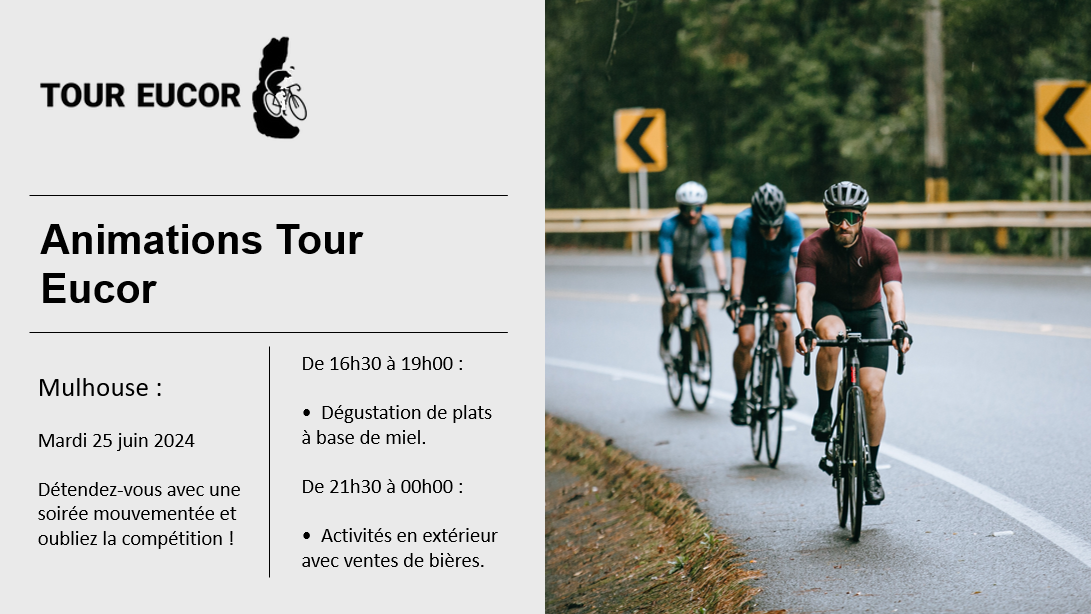 TOUR EUCOR
Animations Tour
Eucor
Mulhouse :
Mardi 25 juin 2024
Détendez-vous avec une
soirée mouvementée et
oubliez la compétition !
De 16h30 à 19h00 :
• Dégustation de plats
à base de miel.
De 21h30 à 00h00 :
• Activités en extérieur
avec ventes de bières.